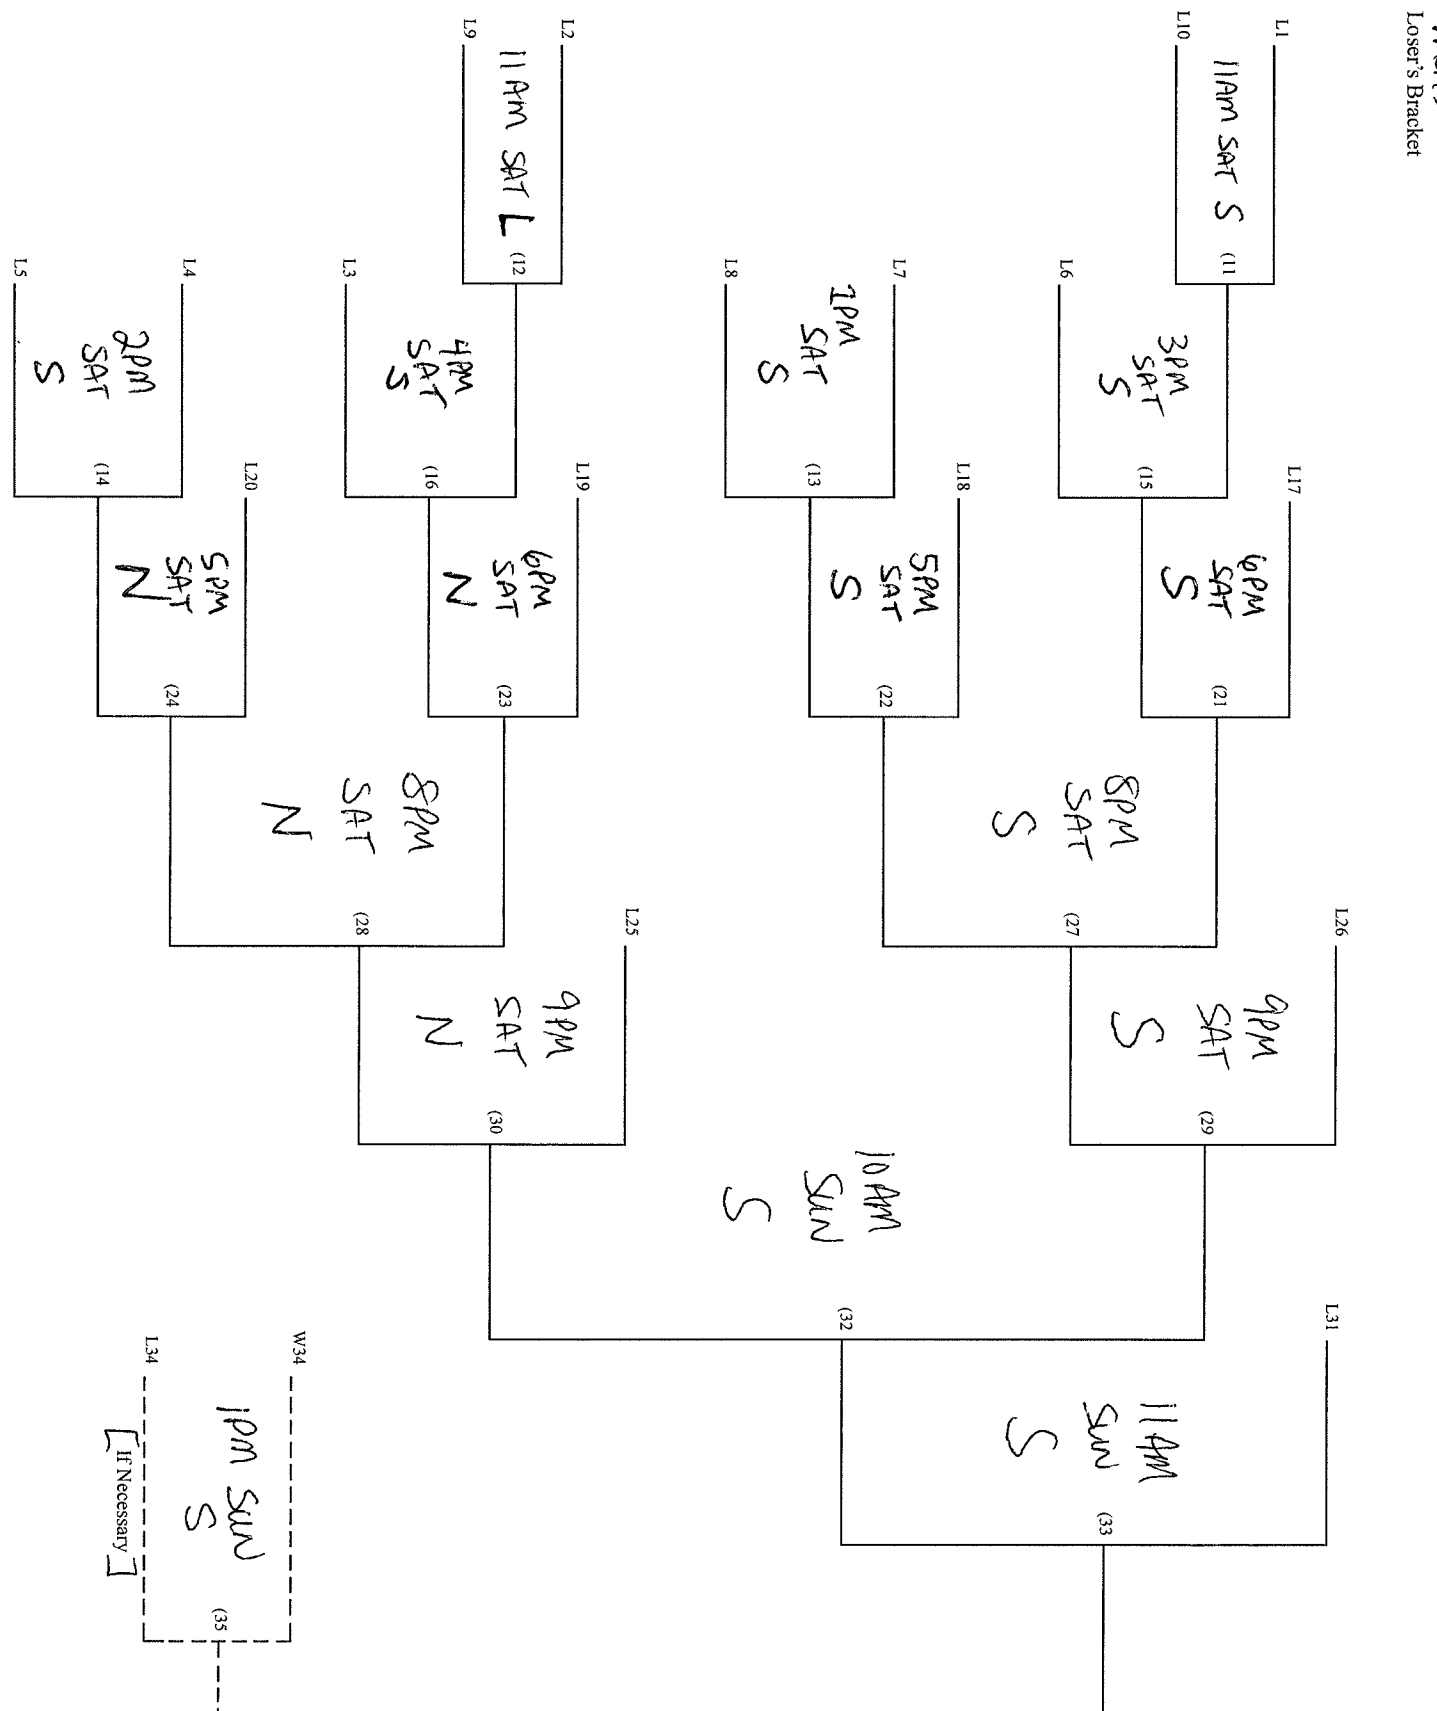 Loser's Bracket
L1
11AM SAT S
(11
L10
L17
6PM
SAT
S
(21
3PM
SAT
S
(15
L6
L26
9PM
SAT
S
(29
8PM
SAT
S
(27
L7
1PM
SAT
S
(13
L8
L18
5PM
SAT
S
(22
L31
11AM
SUN
S
(33
10AM
SUN
S
(32
L2
11AM SAT L
(12
L9
L19
6PM
SAT
N
(23
4PM
SAT
S
(16
L3
L25
9PM
SAT
N
(30
8PM
SAT
N
(28
L20
5PM
SAT
N
(24
L4
2PM
SAT
S
(14
L5
W34
1PM SUN
S
(35
L34
[If Necessary]